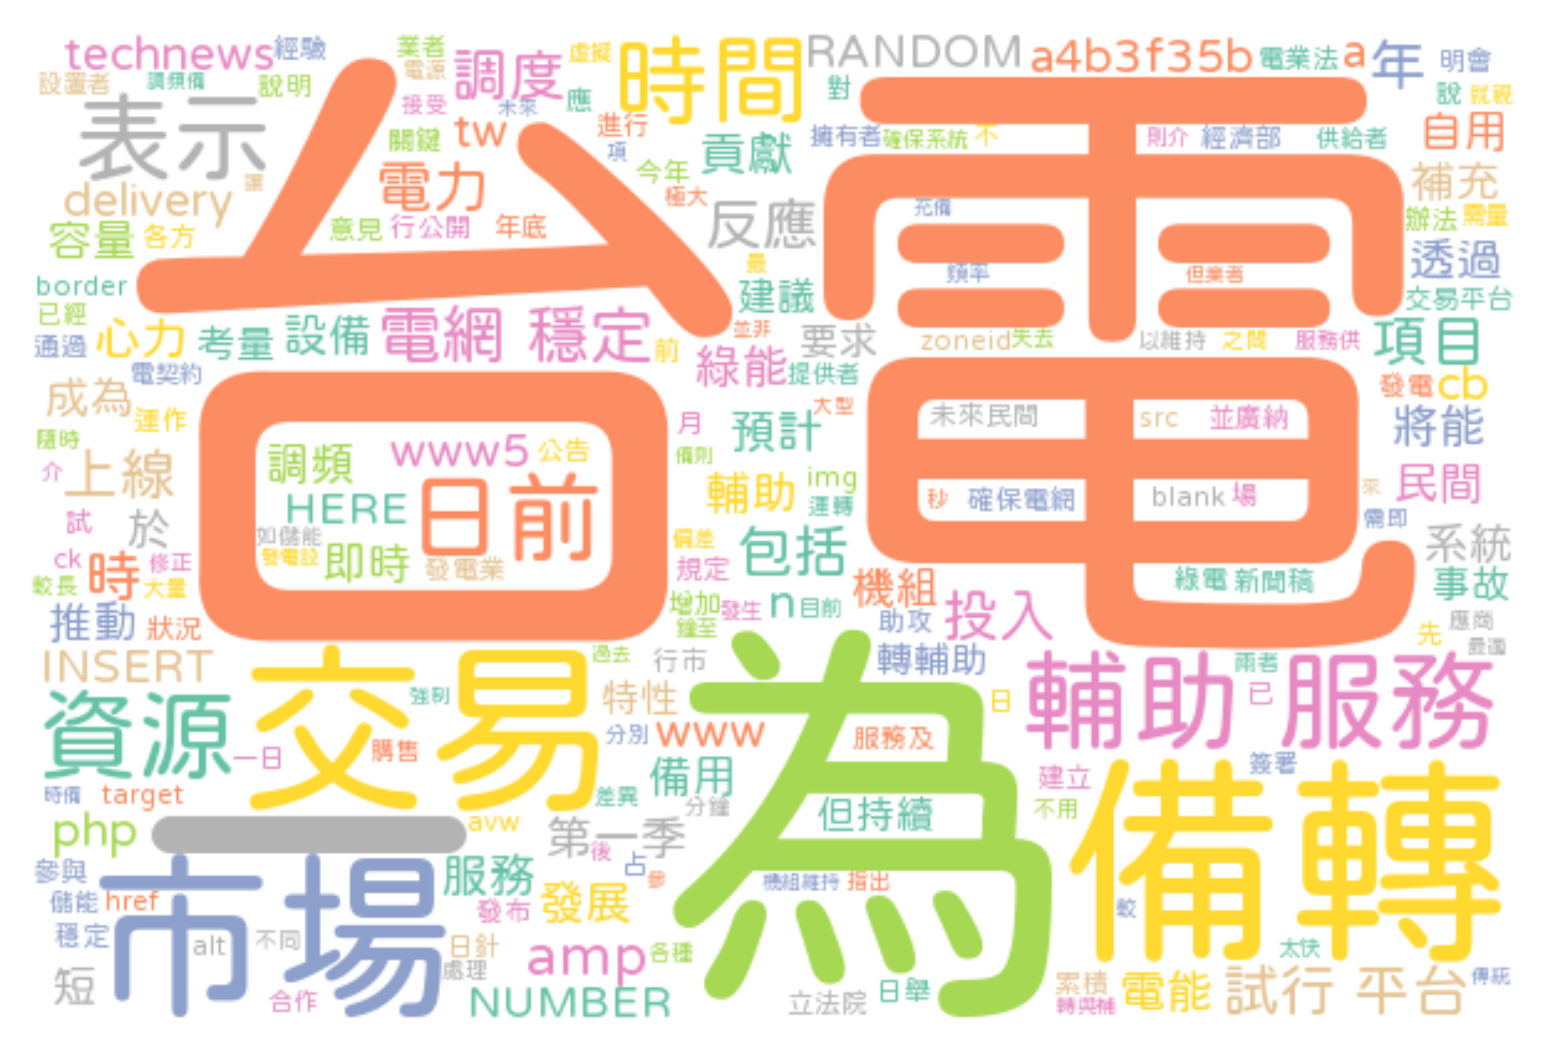 technews 經驗 業者 虛擬 時間 RANDOM a4b3f35b 電業法 a 年 明會
設置者 調頻備 說明 電源 調度 應 對 說 就視
表示 接受 未來 tw 進行 擁有者 確保系統 不 則介 經濟部 供給者 自用
關鍵 項 貢獻
delivery 讓 電力 今年 極大 補充
容量 各方 意見 行公開 年底 反應 充備 辦法 需量
台電
border 最 建議 頻率 但業者 透過 交易平台
已經 心力 考量 設備 電網 穩定 前 並非 要求 zoneid 失去 以維持 之間 服務供 項目
通過 電契約 綠能 提供者 發電 cb
成為 運作 月 預計 大型 未來民間 src 並廣納 將能
隨時 調頻 www5 公告 備則
介 上線 輔助 img 民間
試 於 HERE 日前 運轉 秒 確保電網 blank 場 來 需即
如儲能 偏差 包括 系統
ck 時 修正 發電設 即時 發電業 規定 機組 綠電 新聞稿 事故
較長 大量 增加 發生 n 目前
推動 狀況 鐘至 助攻 投入 先 應商
INSERT 過去 行市 轉輔助 兩者 最適
資源 交易 強制 特性 為 日 輔助 服務 已
一日 購售 分別 www 服務及 簽署
時備 target 差異 備用 分鐘 建立 備轉
php avw 第一季 但持續 不用
參與 市場 服務 後 占 參 機組維持 指出
儲能 href 發布 發展 較
穩定 alt 不同 日針 amp 各種 太快
短 合作 處理 NUMBER 立法院 日舉 累積 電能 試行 平台 傳統
轉與補